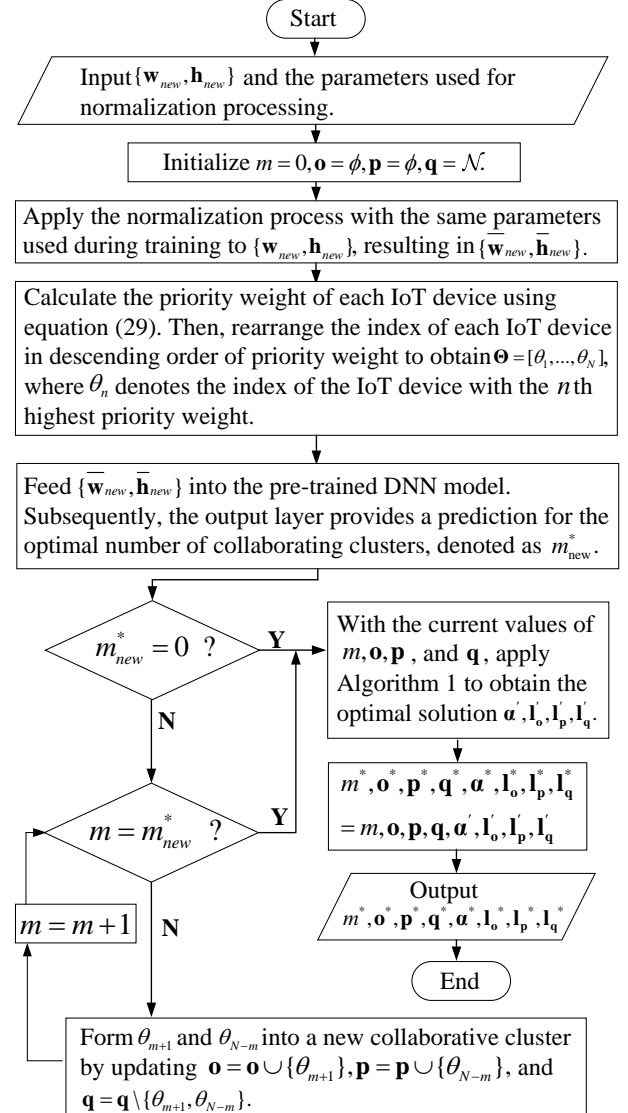 Start
Input{𝐰_new,𝐡_new} and the parameters used for
normalization processing.
Initialize m = 0, 𝐨 = ϕ, 𝐩 = ϕ, 𝐪 = 𝒩.
Apply the normalization process with the same parameters
used during training to {𝐰_new,𝐡_new}, resulting in{𝐰̅_new,𝐡̅_new}.
Calculate the priority weight of each IoT device using
equation (29). Then, rearrange the index of each IoT device
in descending order of priority weight to obtain 𝚯 = [θ_1,...,θ_N],
where θ_n denotes the index of the IoT device with the n th
highest priority weight.
Feed {𝐰̅_new,𝐡̅_new} into the pre-trained DNN model.
Subsequently, the output layer provides a prediction for the
optimal number of collaborating clusters, denoted as m^*_new.
m^*_new = 0 ?
Y
N
With the current values of
m, 𝐨, 𝐩 , and 𝐪 , apply
Algorithm 1 to obtain the
optimal solution 𝛂', 𝐥'_𝐨, 𝐥'_𝐩, 𝐥'_𝐪.
m = m^*_new ?
Y
N
m^*, 𝐨^*, 𝐩^*, 𝐪^*, 𝛂^*, 𝐥^*_𝐨, 𝐥^*_𝐩, 𝐥^*_𝐪
= m, 𝐨, 𝐩, 𝐪, 𝛂', 𝐥'_𝐨, 𝐥'_𝐩, 𝐥'_𝐪
Output
m^*, 𝐨^*, 𝐩^*, 𝐪^*, 𝛂^*, 𝐥_𝐨^*, 𝐥_𝐩^*, 𝐥_𝐪^*
End
m = m+1
Form θ_{m+1} and θ_{N−m} into a new collaborative cluster
by updating 𝐨 = 𝐨 ∪ {θ_{m+1}}, 𝐩 = 𝐩 ∪ {θ_{N−m}}, and
𝐪 = 𝐪 \ {θ_{m+1}, θ_{N−m}}.